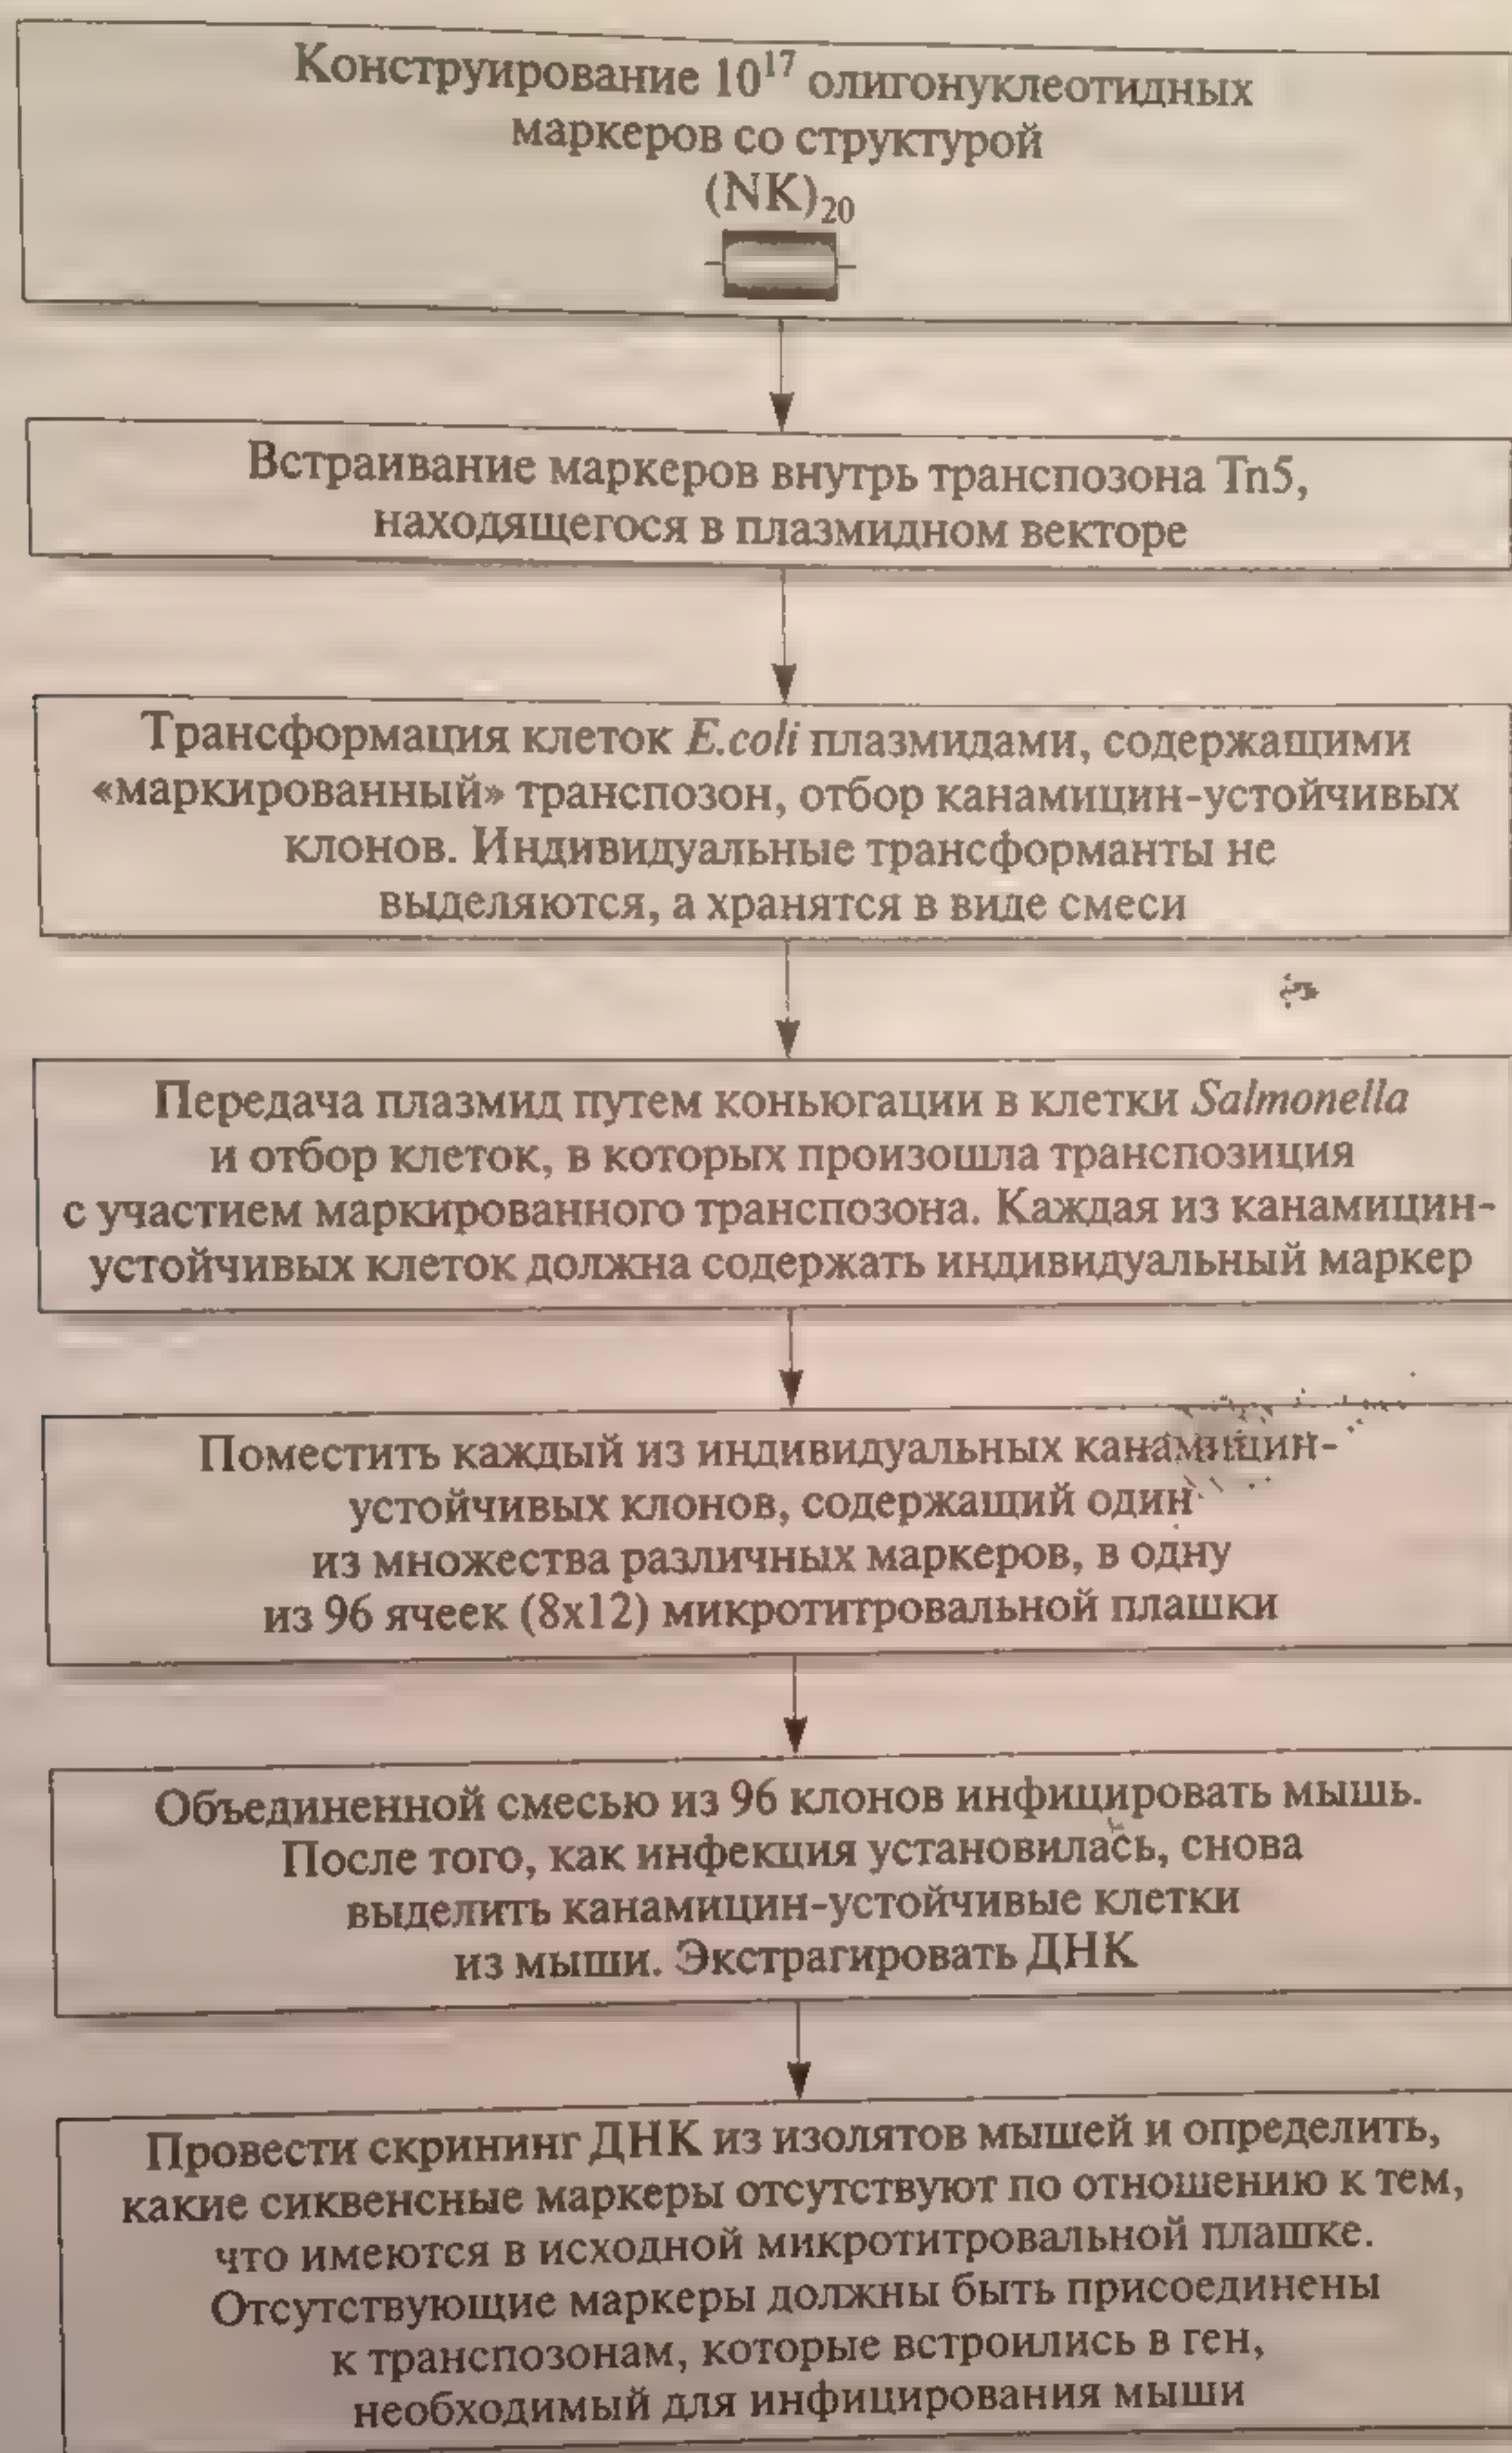 Конструирование 10¹⁷ олигонуклеотидных
маркеров со структурой
(NK)₂₀
Встраивание маркеров внутрь транспозона Tn5,
находящегося в плазмидном векторе
Трансформация клеток E.coli плазмидами, содержащими
«маркированный» транспозон, отбор канамицин-устойчивых
клонов. Индивидуальные трансформанты не
выделяются, а хранятся в виде смеси
Передача плазмид путем коньюгации в клетки Salmonella
и отбор клеток, в которых произошла транспозиция
с участием маркированного транспозона. Каждая из канамицин-
устойчивых клеток должна содержать индивидуальный маркер
Поместить каждый из индивидуальных канамицин-
устойчивых клонов, содержащий один
из множества различных маркеров, в одну
из 96 ячеек (8x12) микротитровальной плашки
Объединенной смесью из 96 клонов инфицировать мышь.
После того, как инфекция установилась, снова
выделить канамицин-устойчивые клетки
из мыши. Экстрагировать ДНК
Провести скрининг ДНК из изолятов мышей и определить,
какие сиквенсные маркеры отсутствуют по отношению к тем,
что имеются в исходной микротитровальной плашке.
Отсутствующие маркеры должны быть присоединены
к транспозонам, которые встроились в ген,
необходимый для инфицирования мыши